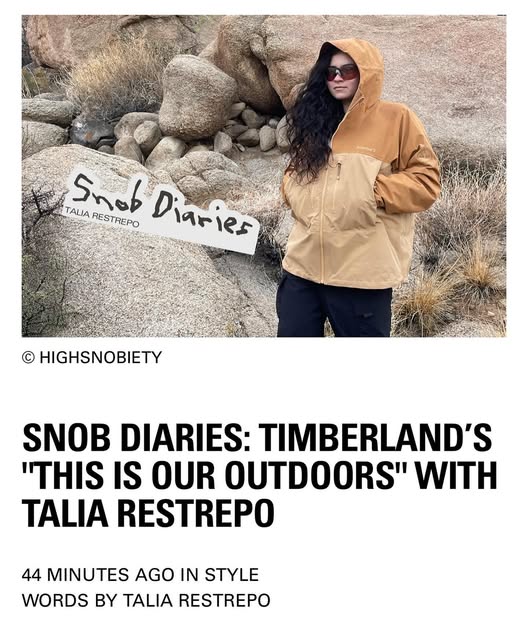 Snob Diaries
TALIA RESTREPO
© HIGHSNOBIETY
SNOB DIARIES: TIMBERLAND’S
"THIS IS OUR OUTDOORS" WITH
TALIA RESTREPO
44 MINUTES AGO IN STYLE
WORDS BY TALIA RESTREPO